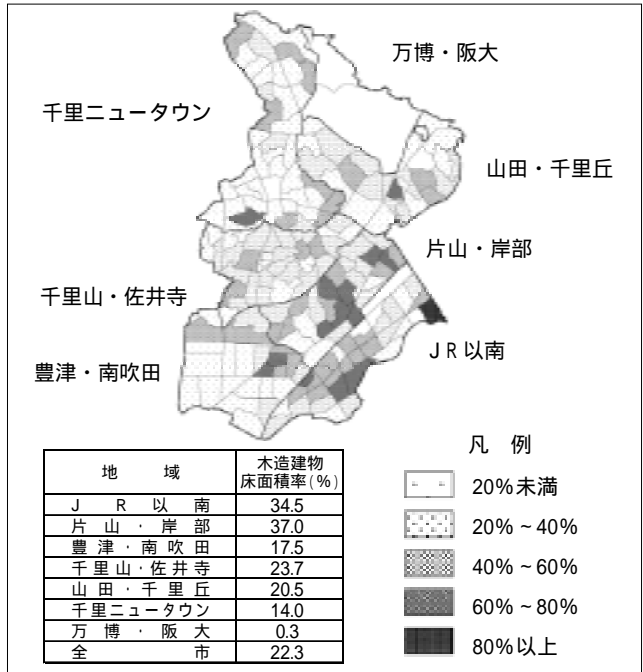 万博・阪大
千里ニュータウン
山田・千里丘
片山・岸部
千里山・佐井寺
JR以南
豊津・南吹田
地域 木造建物床面積率(%)
JR以南 34.5
片山・岸部 37.0
豊津・南吹田 17.5
千里山・佐井寺 23.7
山田・千里丘 20.5
千里ニュータウン 14.0
万博・阪大 0.3
全市 22.3
凡例
20%未満
20%~40%
40%~60%
60%~80%
80%以上